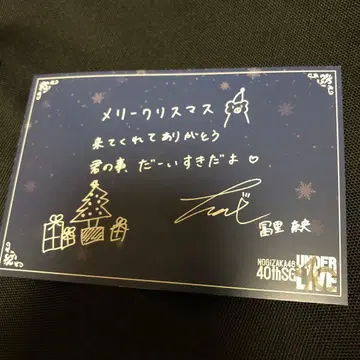 メリークリスマス
来てくれてありがとう
君の事 だーいすきだよ♡
冨里 奈央
NOGIZAKA46
40thSG
UNDER
LIVE